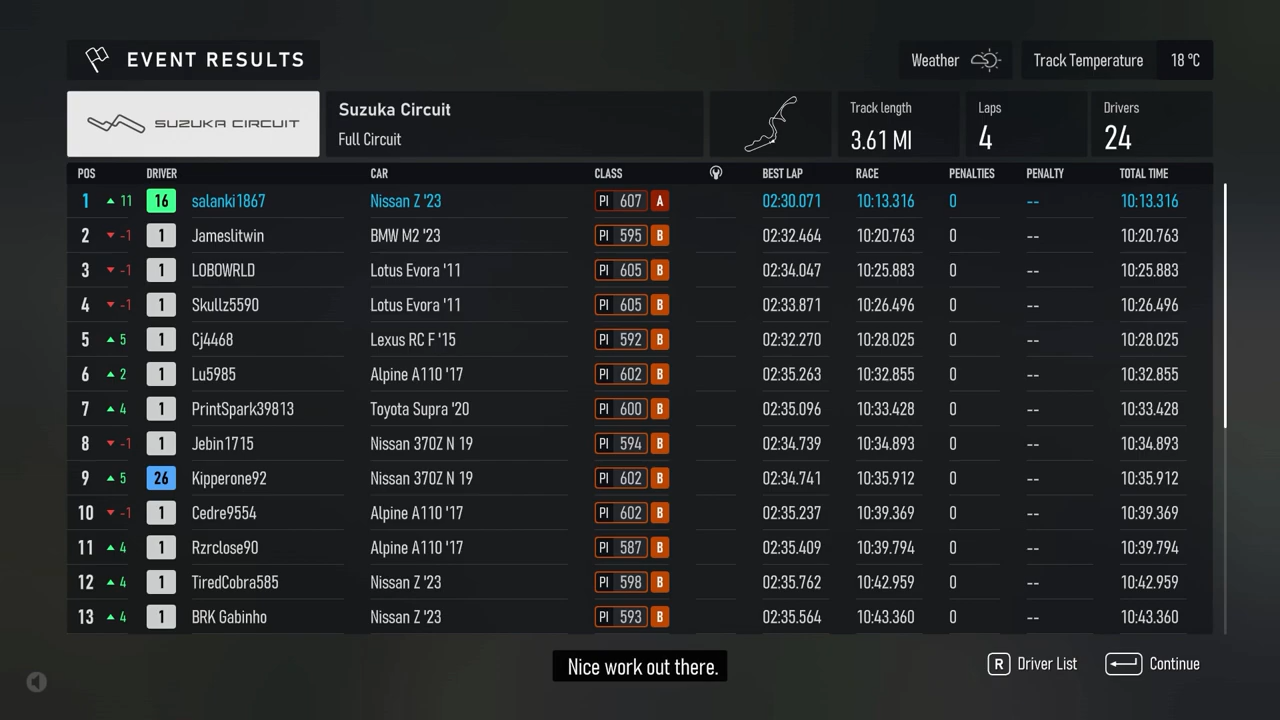 EVENT RESULTS
Weather
Track Temperature 18 °C
SUZUKA CIRCUIT
Suzuka Circuit
Full Circuit
Track length
3.61 MI
Laps
4
Drivers
24
POS DRIVER CAR CLASS BEST LAP RACE PENALTIES PENALTY TOTAL TIME
1 11 16 salanki1867 Nissan Z '23 PI 607 A 02:30.071 10:13.316 0 -- 10:13.316
2 -1 1 Jameslitwin BMW M2 '23 PI 595 B 02:32.464 10:20.763 0 -- 10:20.763
3 -1 1 LOBOWRLD Lotus Evora '11 PI 605 B 02:34.047 10:25.883 0 -- 10:25.883
4 -1 1 Skullz5590 Lotus Evora '11 PI 605 B 02:33.871 10:26.496 0 -- 10:26.496
5 5 1 Cj4468 Lexus RC F '15 PI 592 B 02:32.270 10:28.025 0 -- 10:28.025
6 2 1 Lu5985 Alpine A110 '17 PI 602 B 02:35.263 10:32.855 0 -- 10:32.855
7 4 1 PrintSpark39813 Toyota Supra '20 PI 600 B 02:35.096 10:33.428 0 -- 10:33.428
8 -1 1 Jebin1715 Nissan 370Z N 19 PI 594 B 02:34.739 10:34.893 0 -- 10:34.893
9 5 26 Kipperone92 Nissan 370Z N 19 PI 602 B 02:34.741 10:35.912 0 -- 10:35.912
10 -1 1 Cedre9554 Alpine A110 '17 PI 602 B 02:35.237 10:39.369 0 -- 10:39.369
11 4 1 Rzrclose90 Alpine A110 '17 PI 587 B 02:35.409 10:39.794 0 -- 10:39.794
12 4 1 TiredCobra585 Nissan Z '23 PI 598 B 02:35.762 10:42.959 0 -- 10:42.959
13 4 1 BRK Gabinho Nissan Z '23 PI 593 B 02:35.564 10:43.360 0 -- 10:43.360
Nice work out there.
R Driver List
Continue